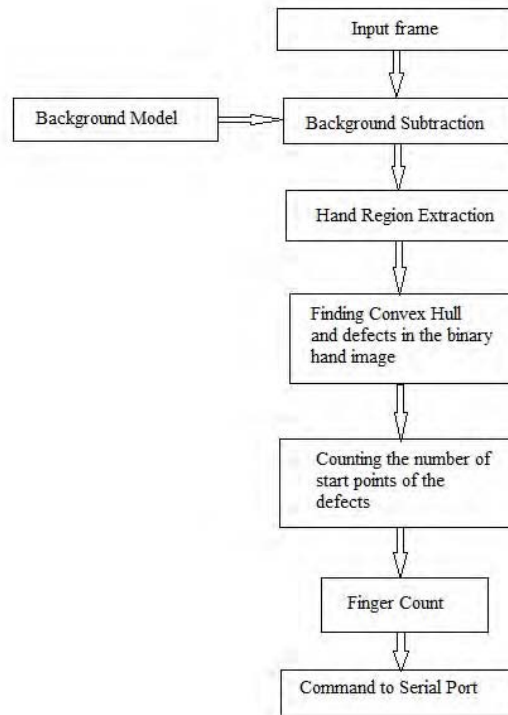 Input frame
Background Model
Background Subtraction
Hand Region Extraction
Finding Convex Hull
and defects in the binary
hand image
Counting the number of
start points of the
defects
Finger Count
Command to Serial Port